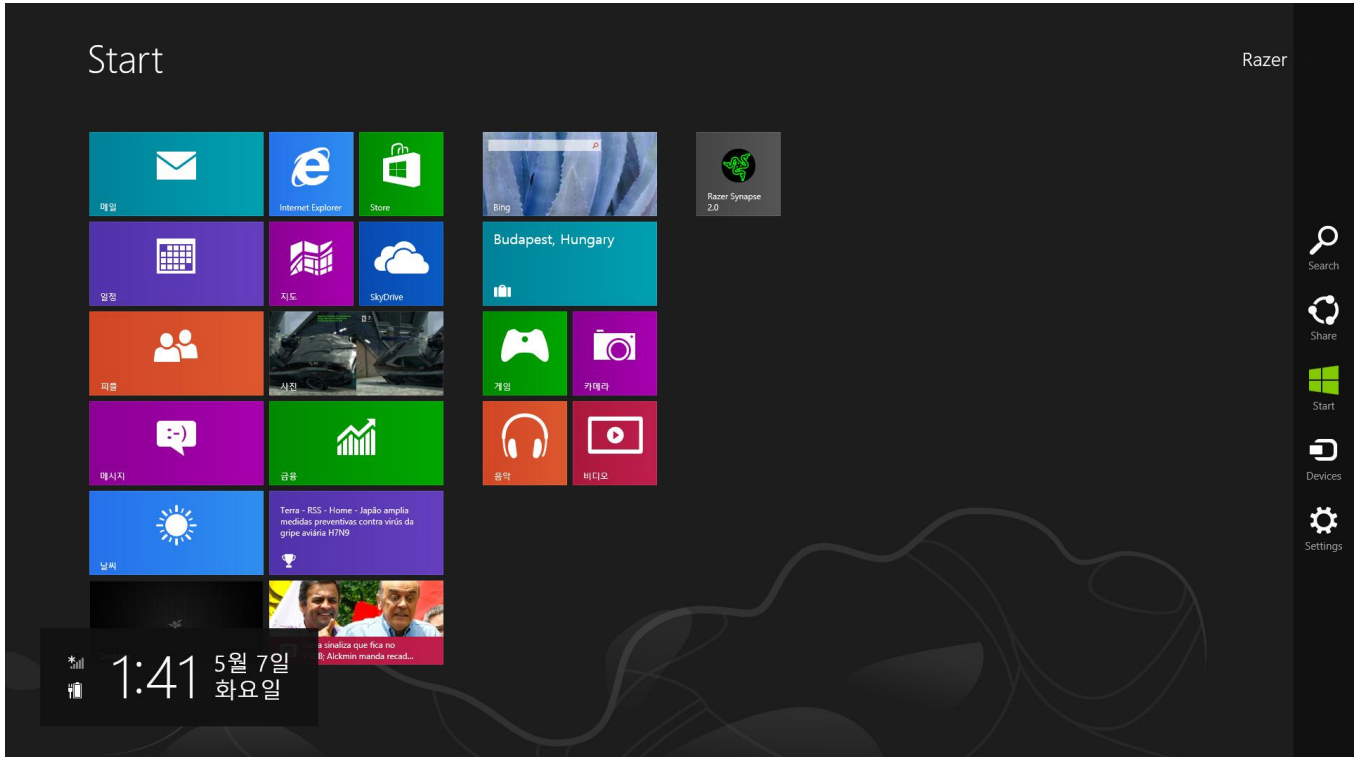 Start
Razer
메일
Internet Explorer
Store
Bing
Razer Synapse
2.0
일정
지도
SkyDrive
Budapest, Hungary
피플
사진
게임
카메라
메시지
금융
음악
비디오
날씨
Terra - RSS - Home - Japão amplia
medidas preventivas contra virús da
gripe aviária H7N9
a sinaliza que fica no
B; Alckmin manda recad...
1:41
5월 7일
화요일
Search
Share
Start
Devices
Settings